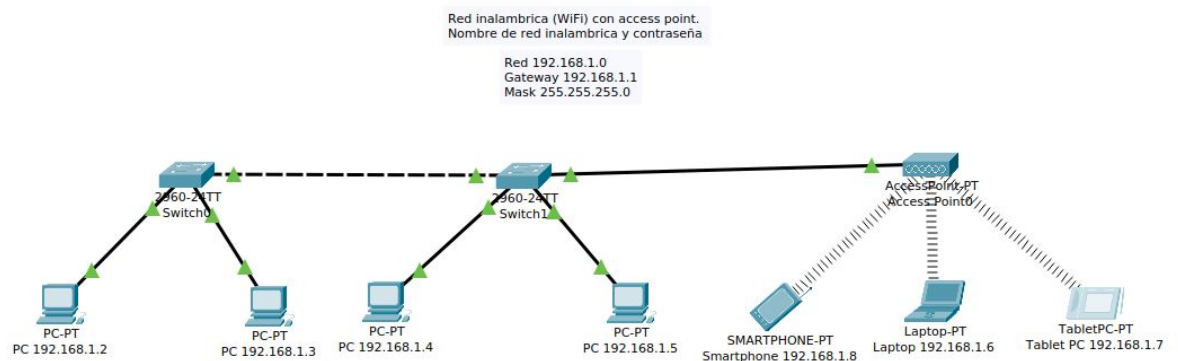 Red inalambrica (WiFi) con access point.
Nombre de red inalambrica y contraseña
Red 192.168.1.0
Gateway 192.168.1.1
Mask 255.255.255.0
2960-24TT
Switch0
2960-24TT
Switch1
AccessPoint-PT
Access Point0
PC-PT
PC 192.168.1.2
PC-PT
PC 192.168.1.3
PC-PT
PC 192.168.1.4
PC-PT
PC 192.168.1.5
SMARTPHONE-PT
Smartphone 192.168.1.8
Laptop-PT
Laptop 192.168.1.6
TabletPC-PT
Tablet PC 192.168.1.7